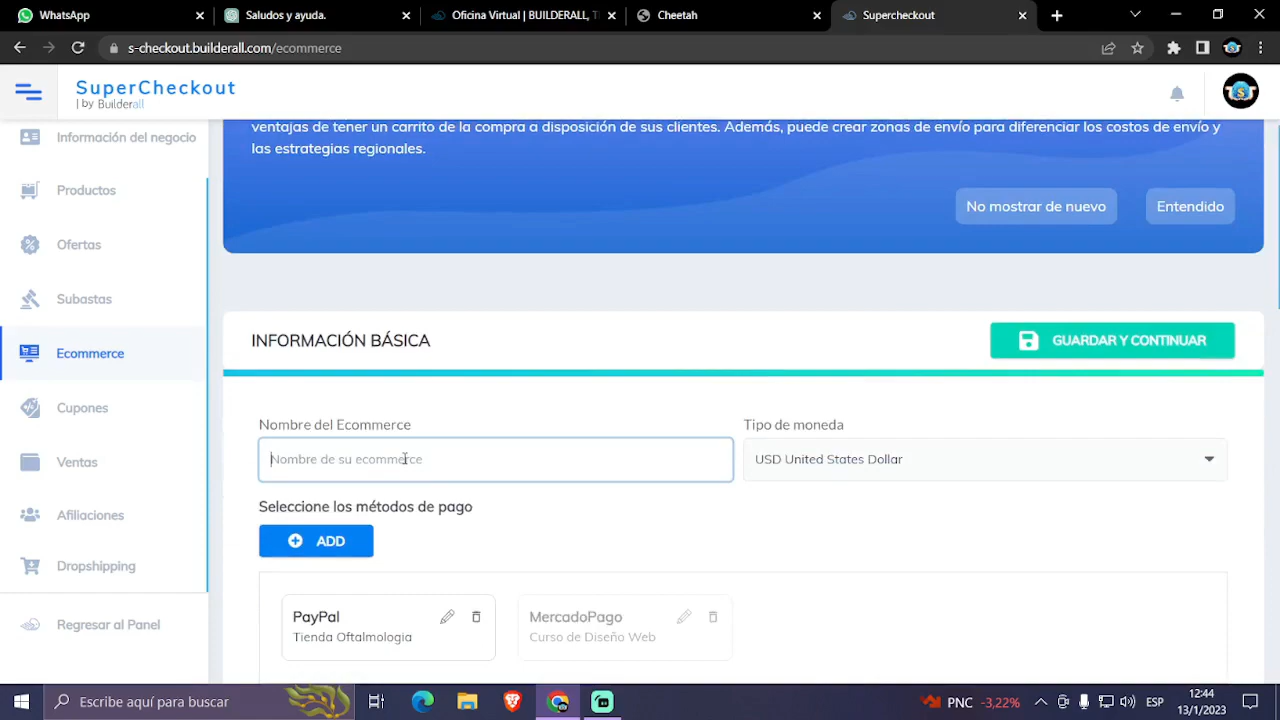 WhatsApp
Saludos y ayuda.
Oficina Virtual | BUILDERALL, T
Cheetah
Supercheckout
s-checkout.builderall.com/ecommerce
SuperCheckout
| by Builderall
Información del negocio
Productos
Ofertas
Subastas
Ecommerce
Cupones
Ventas
Afiliaciones
Dropshipping
Regresar al Panel
ventajas de tener un carrito de la compra a disposición de sus clientes. Además, puede crear zonas de envío para diferenciar los costos de envío y
las estrategias regionales.
No mostrar de nuevo
Entendido
INFORMACIÓN BÁSICA
GUARDAR Y CONTINUAR
Nombre del Ecommerce
Tipo de moneda
Nombre de su ecommerce
USD United States Dollar
Seleccione los métodos de pago
ADD
PayPal
Tienda Oftalmologia
MercadoPago
Curso de Diseño Web
Escribe aquí para buscar
PNC -3,22%
ESP
12:44
13/1/2023